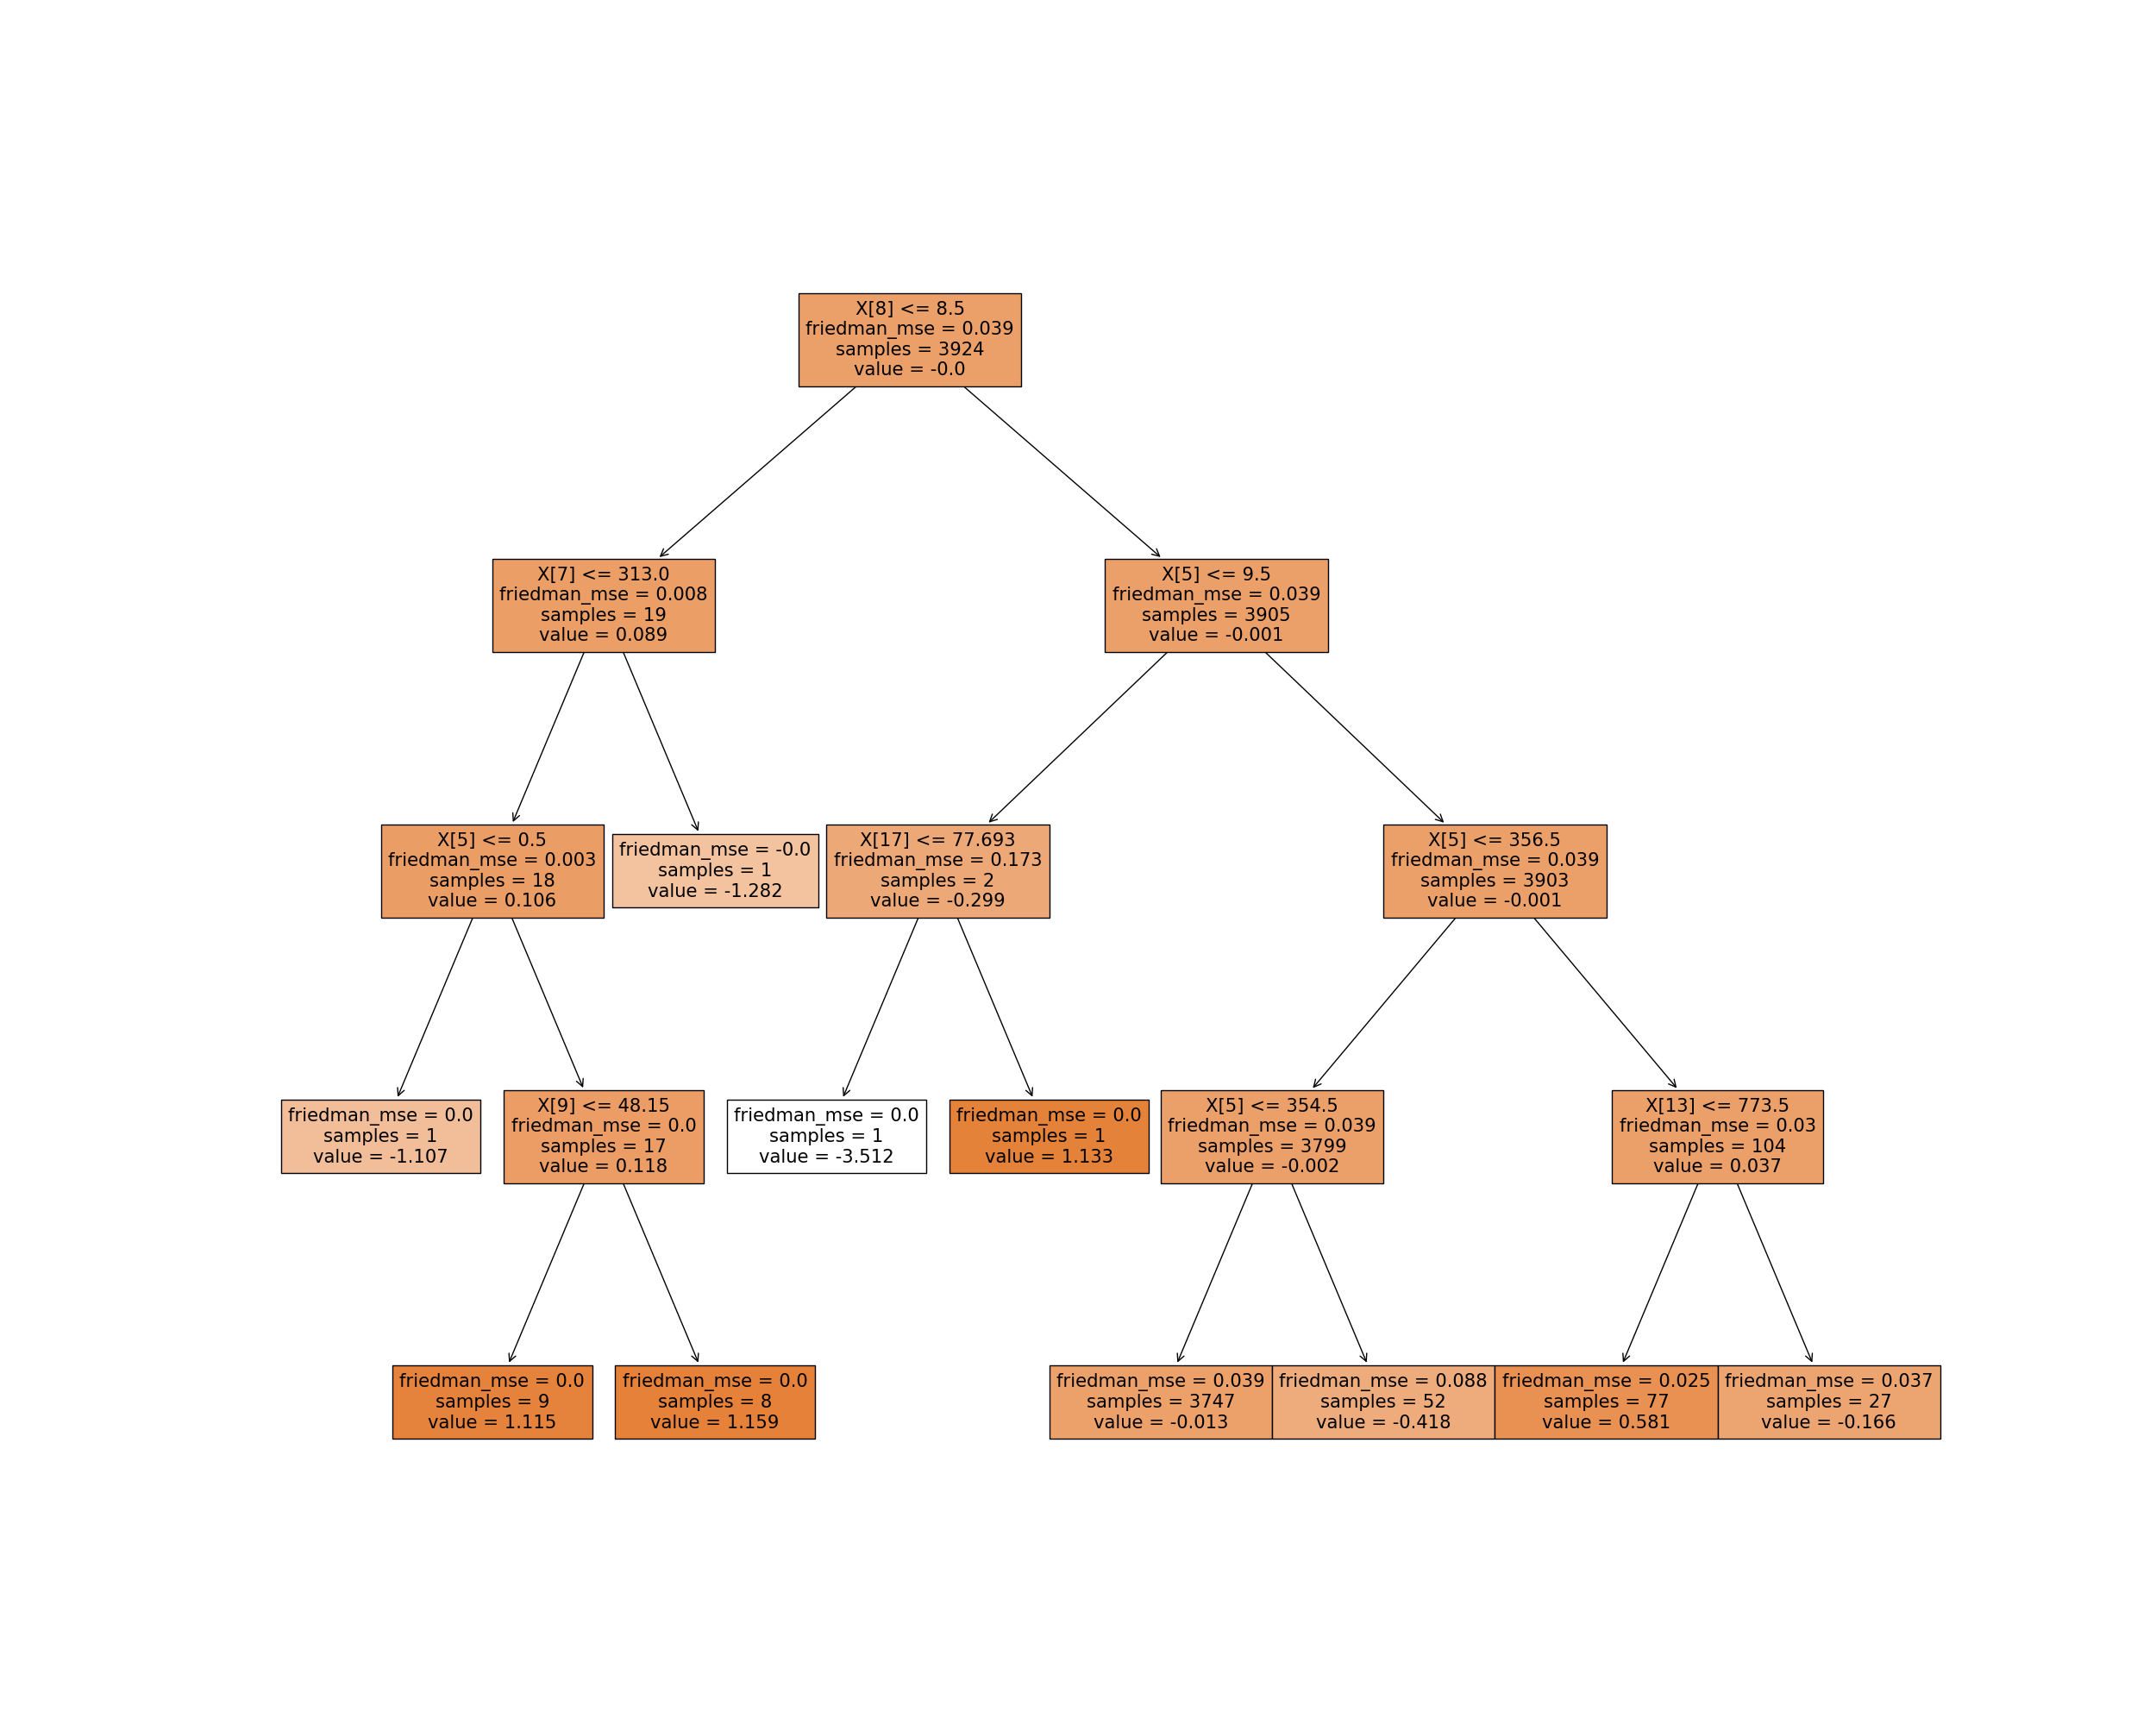 X[8] <= 8.5
friedman_mse = 0.039
samples = 3924
value = -0.0
X[7] <= 313.0
friedman_mse = 0.008
samples = 19
value = 0.089
X[5] <= 9.5
friedman_mse = 0.039
samples = 3905
value = -0.001
X[5] <= 0.5
friedman_mse = 0.003
samples = 18
value = 0.106
friedman_mse = -0.0
samples = 1
value = -1.282
X[17] <= 77.693
friedman_mse = 0.173
samples = 2
value = -0.299
X[5] <= 356.5
friedman_mse = 0.039
samples = 3903
value = -0.001
friedman_mse = 0.0
samples = 1
value = -1.107
X[9] <= 48.15
friedman_mse = 0.0
samples = 17
value = 0.118
friedman_mse = 0.0
samples = 1
value = -3.512
friedman_mse = 0.0
samples = 1
value = 1.133
X[5] <= 354.5
friedman_mse = 0.039
samples = 3799
value = -0.002
X[13] <= 773.5
friedman_mse = 0.03
samples = 104
value = 0.037
friedman_mse = 0.0
samples = 9
value = 1.115
friedman_mse = 0.0
samples = 8
value = 1.159
friedman_mse = 0.039
samples = 3747
value = -0.013
friedman_mse = 0.088
samples = 52
value = -0.418
friedman_mse = 0.025
samples = 77
value = 0.581
friedman_mse = 0.037
samples = 27
value = -0.166